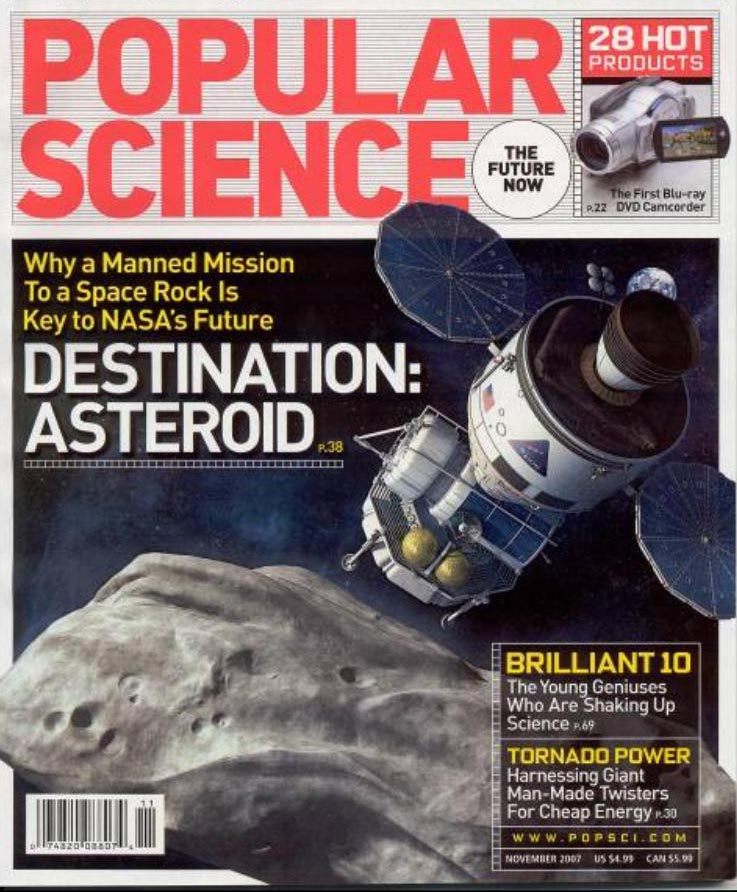 POPULAR
SCIENCE
THE
FUTURE
NOW
28 HOT
PRODUCTS
The First Blu-ray
P.22 DVD Camcorder
Why a Manned Mission
To a Space Rock Is
Key to NASA's Future
DESTINATION:
ASTEROID P.38
BRILLIANT 10
The Young Geniuses
Who Are Shaking Up
Science P.69
TORNADO POWER
Harnessing Giant
Man-Made Twisters
For Cheap Energy P.30
WWW.POPSCI.COM
NOVEMBER 2007 US $4.99 CAN $5.99
11
0 74820 08807 4